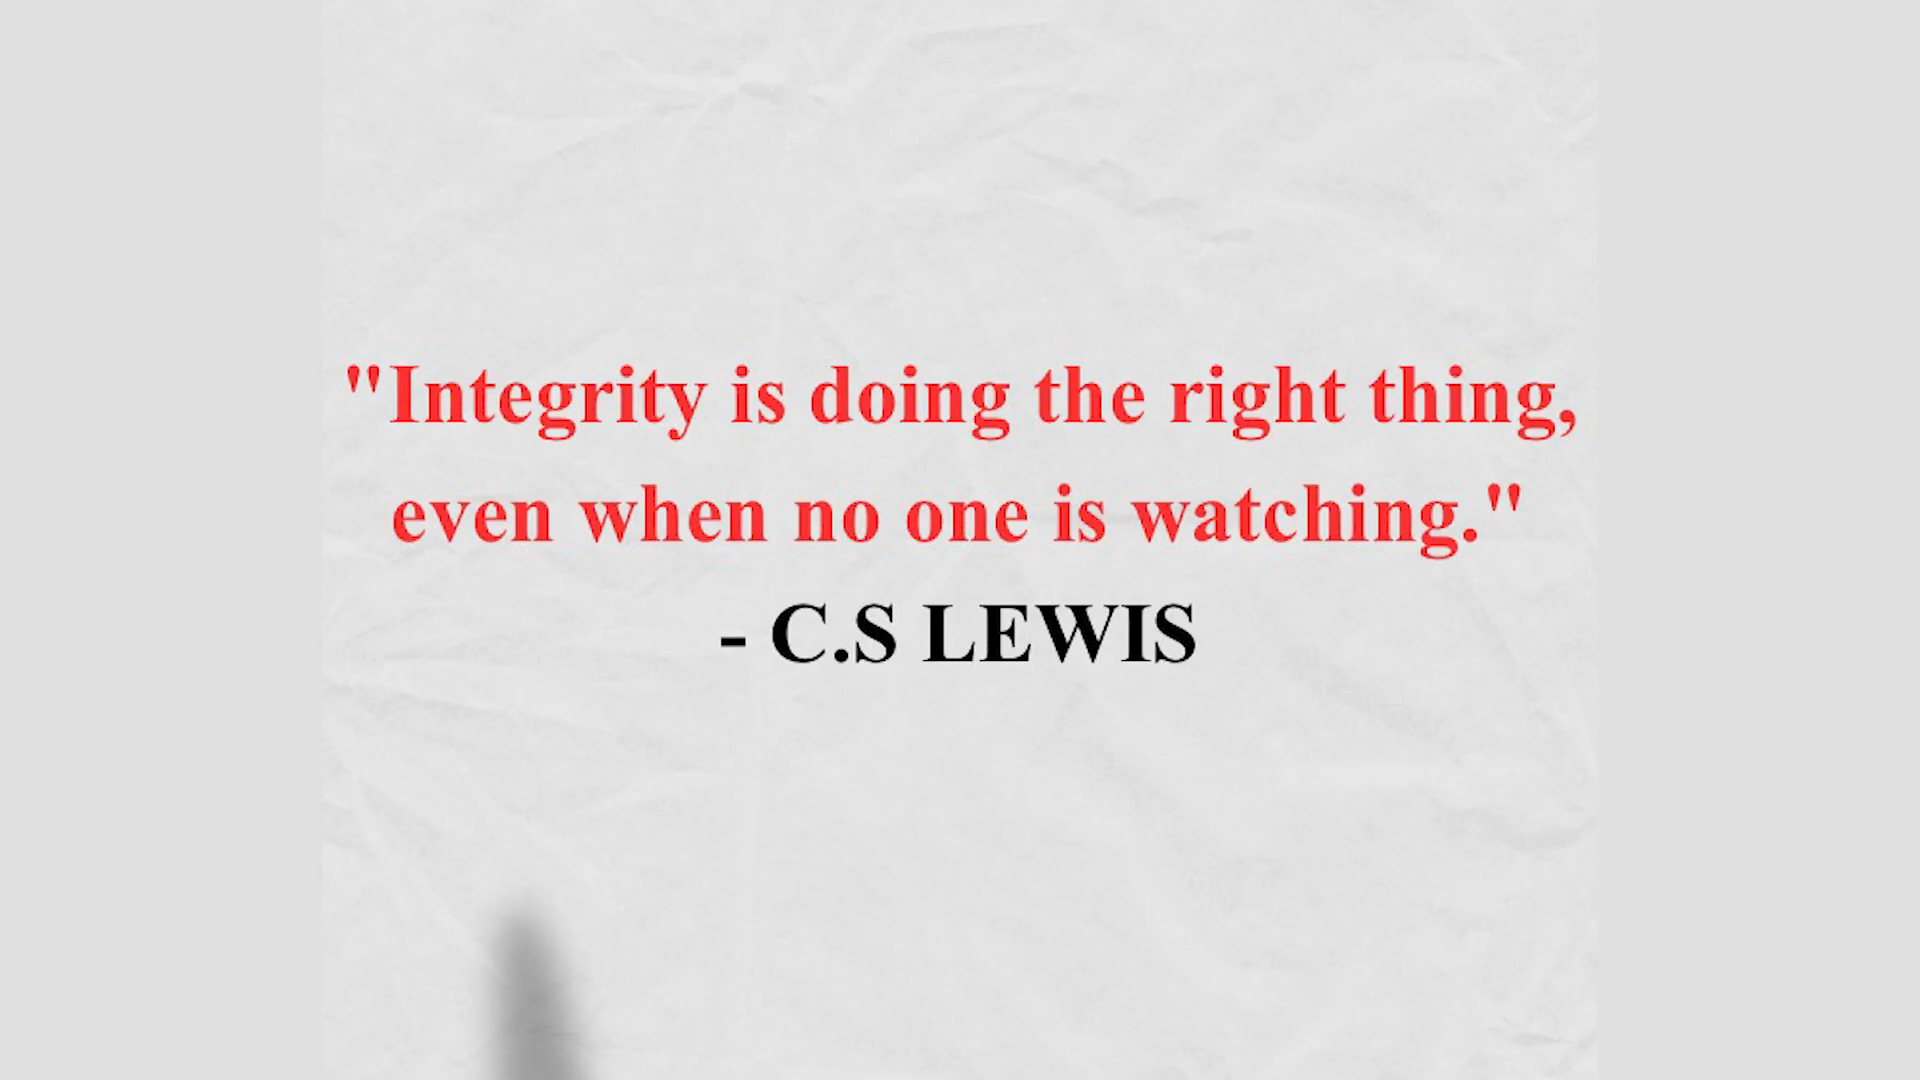 "Integrity is doing the right thing,
even when no one is watching."
- C.S LEWIS